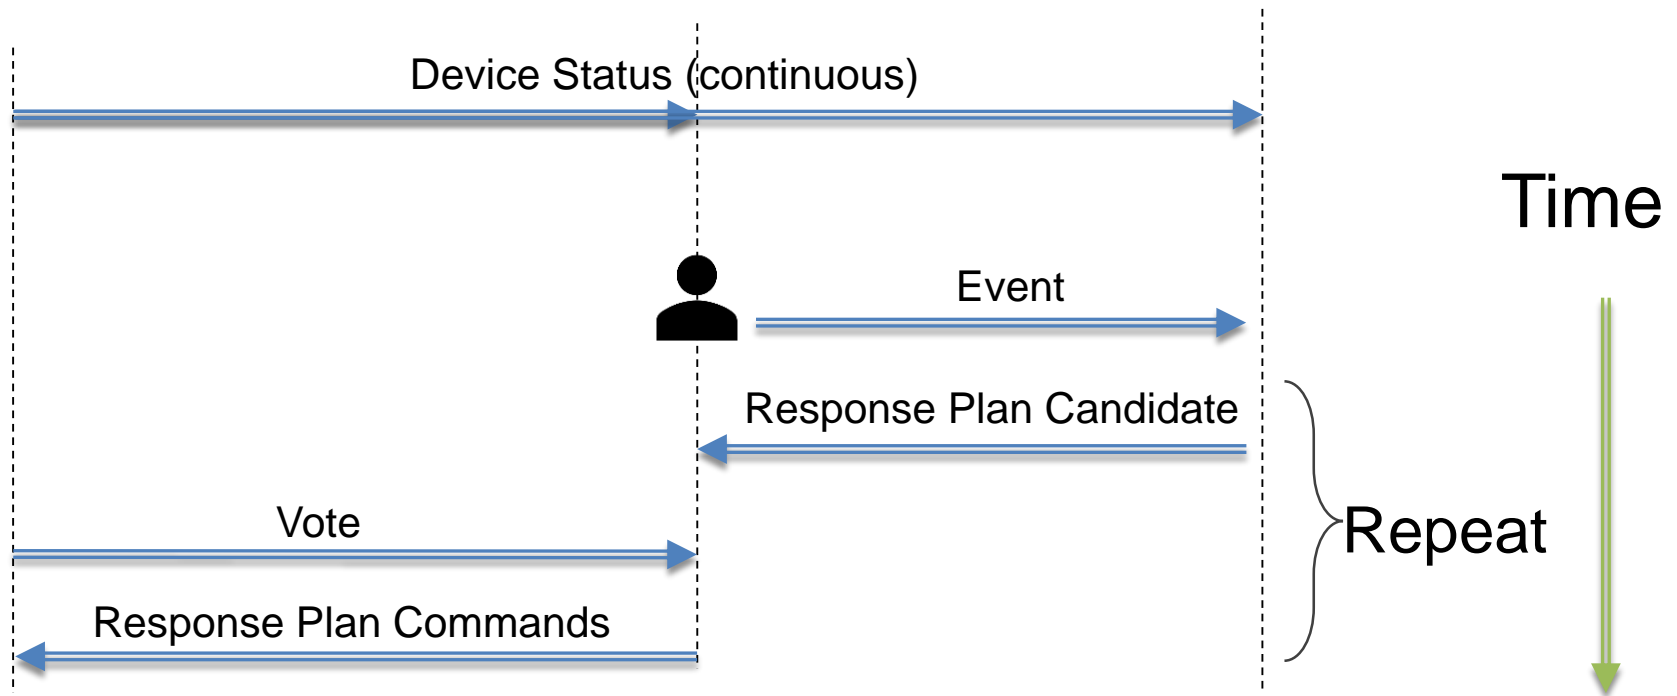 Device Status (continuous)
Time
Event
Response Plan Candidate
Vote
Repeat
Response Plan Commands